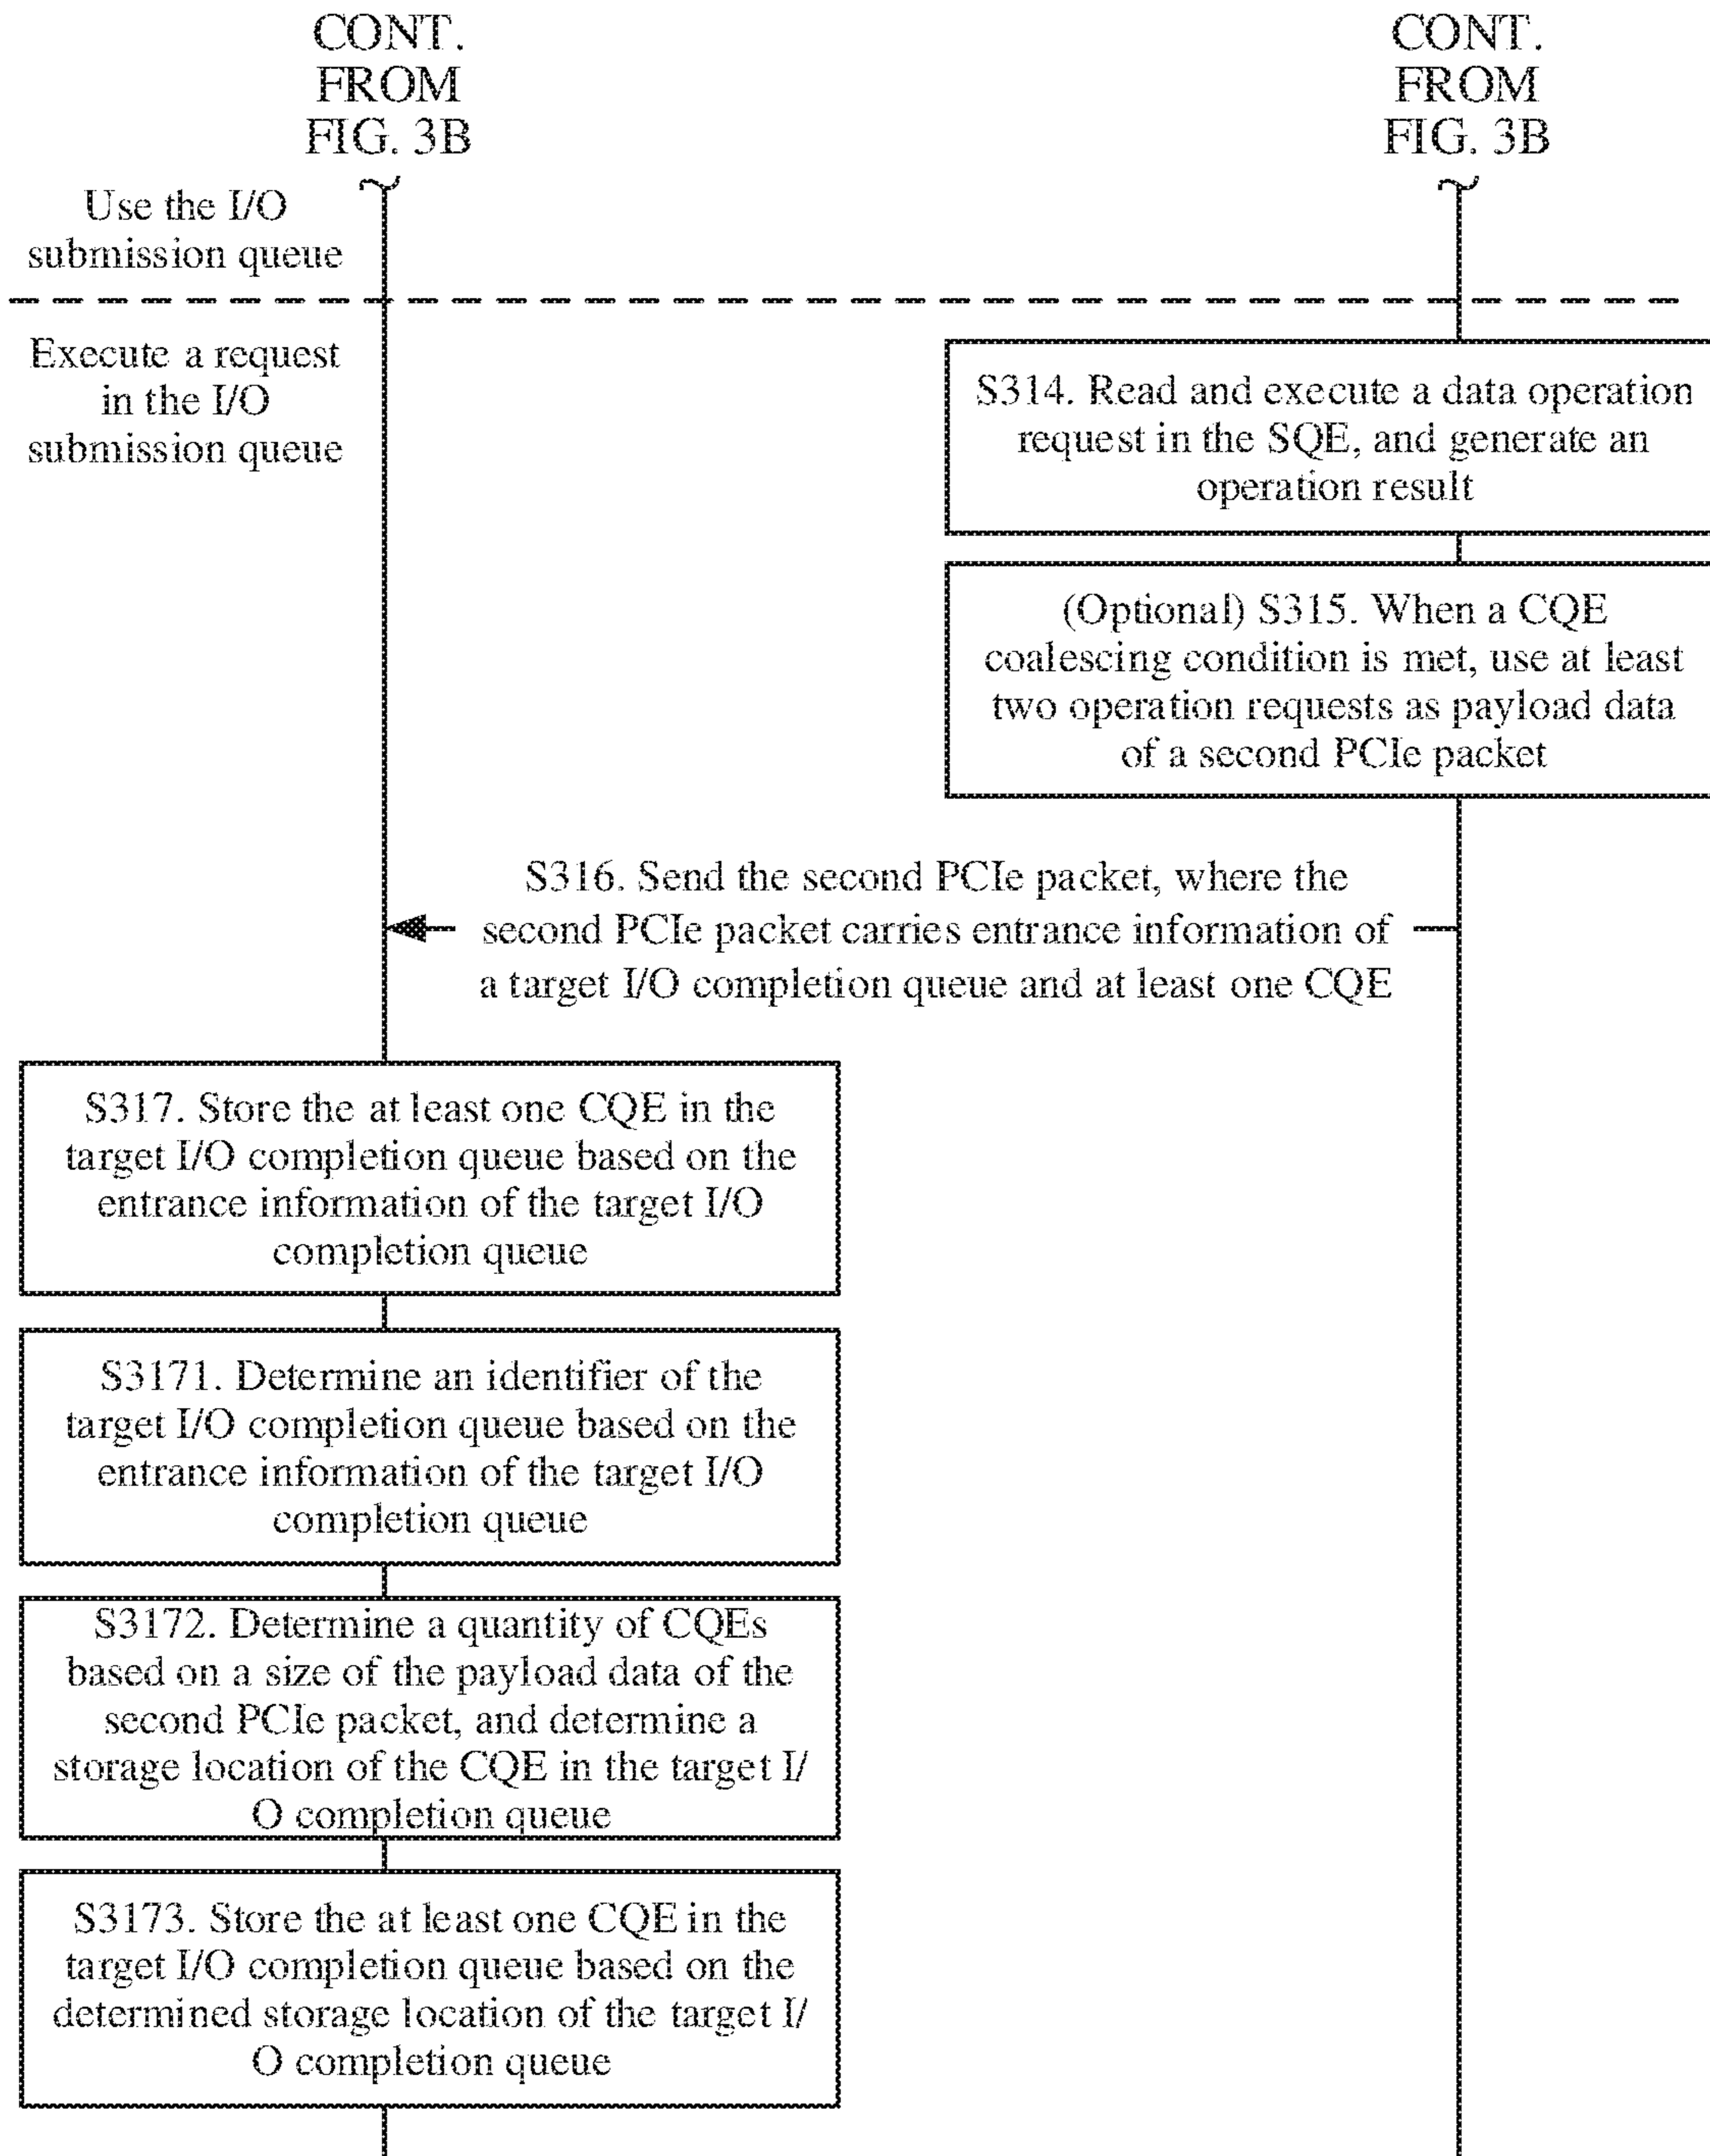 CONT.
FROM
FIG. 3B
CONT.
FROM
FIG. 3B
Use the I/O
submission queue
Execute a request
in the I/O
submission queue
S314. Read and execute a data operation
request in the SQE, and generate an
operation result
(Optional) S315. When a CQE
coalescing condition is met, use at least
two operation requests as payload data
of a second PCIe packet
S316. Send the second PCIe packet, where the
second PCIe packet carries entrance information of
a target I/O completion queue and at least one CQE
S317. Store the at least one CQE in the
target I/O completion queue based on the
entrance information of the target I/O
completion queue
S3171. Determine an identifier of the
target I/O completion queue based on the
entrance information of the target I/O
completion queue
S3172. Determine a quantity of CQEs
based on a size of the payload data of the
second PCIe packet, and determine a
storage location of the CQE in the target I/
O completion queue
S3173. Store the at least one CQE in the
target I/O completion queue based on the
determined storage location of the target I/
O completion queue